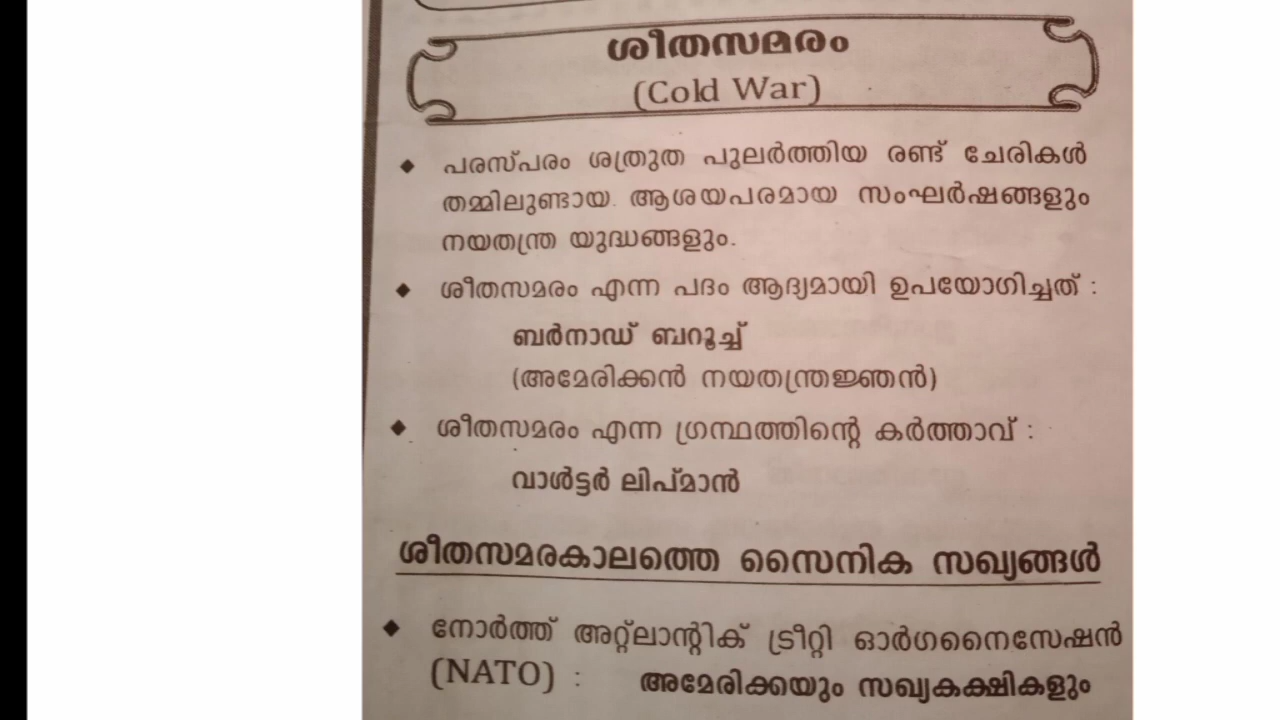 ശീതസമരം
(Cold War)
◆ പരസ്പരം ശത്രുത പുലർത്തിയ രണ്ട് ചേരികൾ
തമ്മിലുണ്ടായ ആശയപരമായ സംഘർഷങ്ങളും
നയതന്ത്ര യുദ്ധങ്ങളും.
◆ ശീതസമരം എന്ന പദം ആദ്യമായി ഉപയോഗിച്ചത് :
ബർനാഡ് ബറൂച്ച്
(അമേരിക്കൻ നയതന്ത്രജ്ഞൻ)
◆ ശീതസമരം എന്ന ഗ്രന്ഥത്തിന്റെ കർത്താവ് :
വാൾട്ടർ ലിപ്മാൻ
ശീതസമരകാലത്തെ സൈനിക സഖ്യങ്ങൾ
◆ നോർത്ത് അറ്റ്ലാന്റിക് ട്രീറ്റി ഓർഗനൈസേഷൻ
(NATO) : അമേരിക്കയും സഖ്യകക്ഷികളും